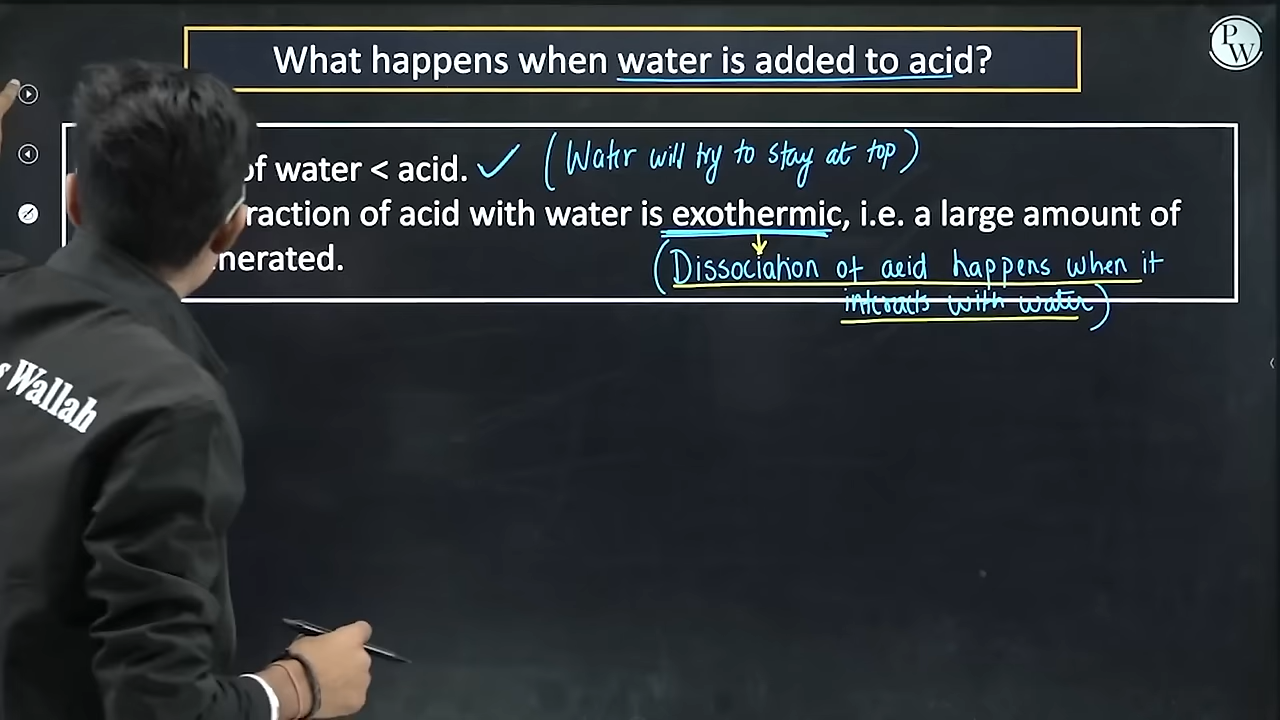 What happens when water is added to acid?
PW
of water < acid. ✓ (Water will try to stay at top)
raction of acid with water is exothermic, i.e. a large amount of
nerated.
(Dissociation of acid happens when it
interacts with water)
Wallah